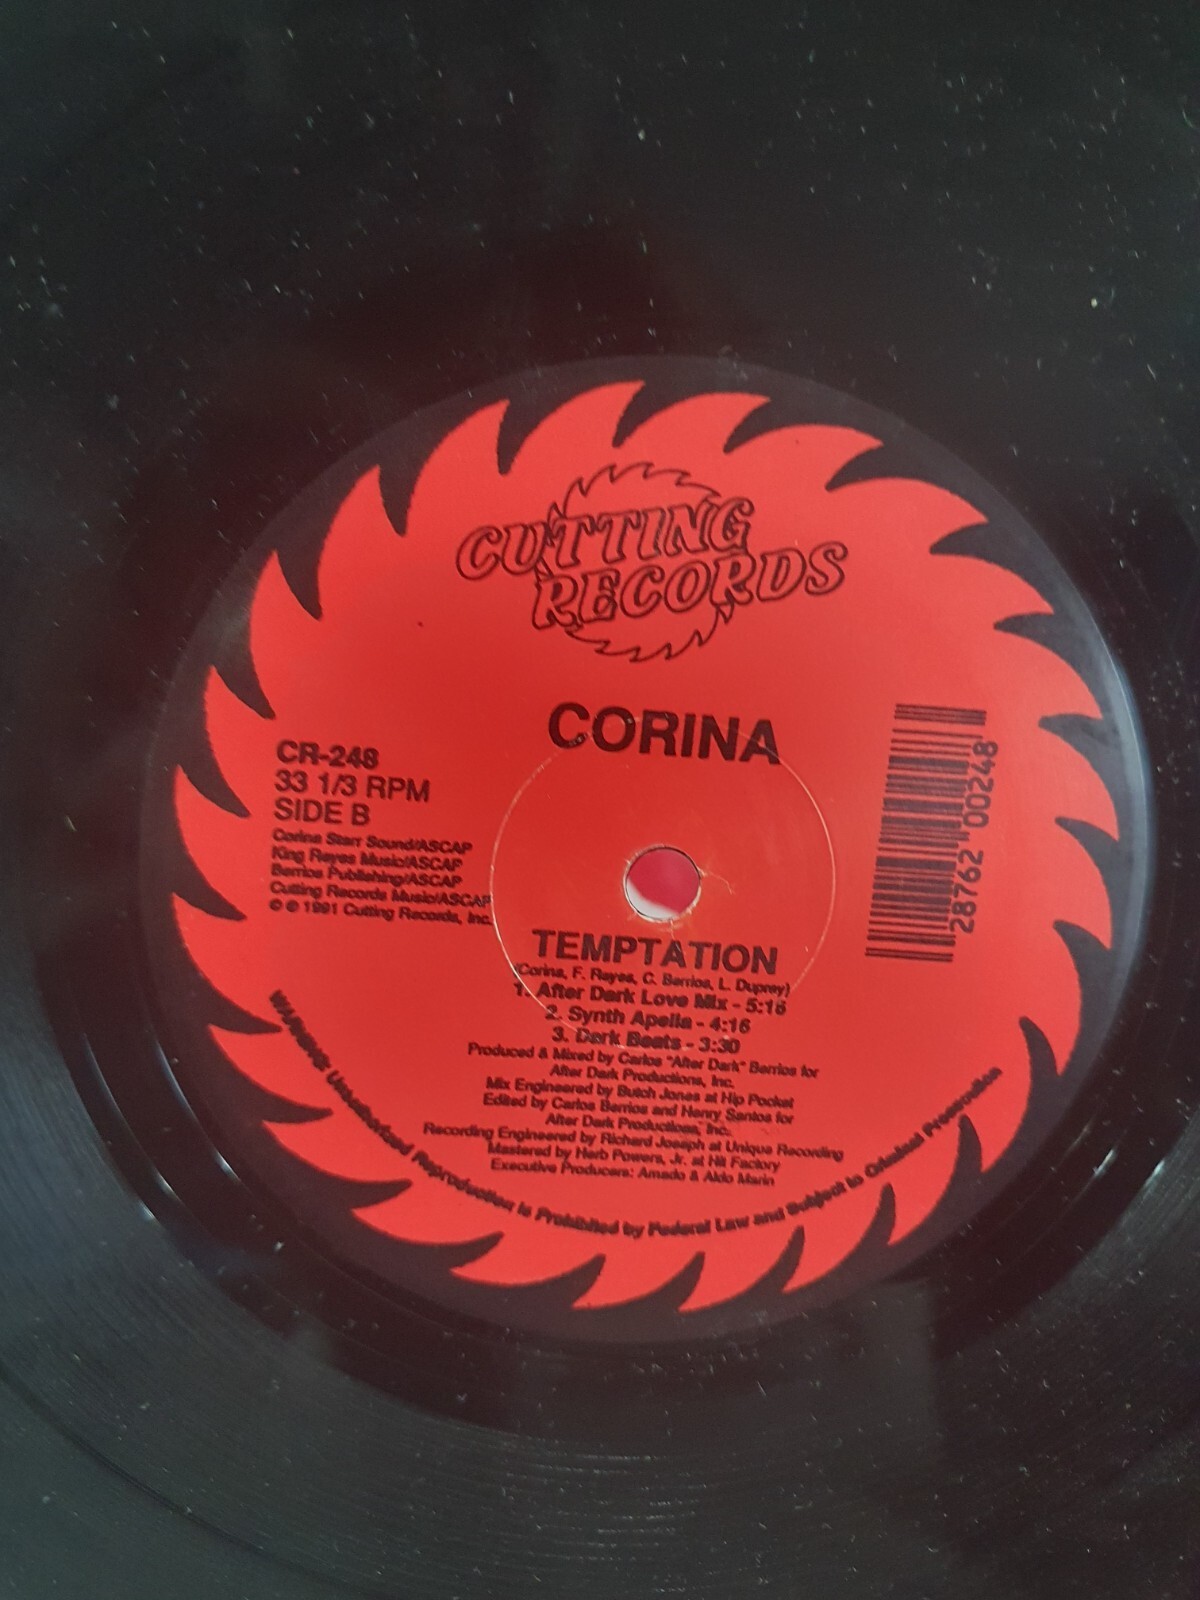 CUTTING
RECORDS
CORINA
CR-248
33 1/3 RPM
SIDE B
Corina Starr Sound/ASCAP
King Reyes Music/ASCAP
Berrios Publishing/ASCAP
Cutting Records Music/ASCAP
© ℗ 1991 Cutting Records, Inc.
28762 00248
TEMPTATION
(Corina, F. Reyes, C. Berrios, L. Duprey)
1. After Dark Love Mix - 5:16
2. Synth Apella - 4:16
3. Dark Beats - 3:30
Produced & Mixed by Carlos "After Dark" Berrios for
After Dark Productions, Inc.
Mix Engineered by Butch Jones at Hip Pocket
Edited by Carlos Berrios and Henry Santos for
After Dark Productions, Inc.
Recording Engineered by Richard Joseph at Unique Recording
Mastered by Herb Powers, Jr. at Hit Factory
Executive Producers: Amado & Aldo Marin
WARNING: Unauthorized Reproduction is Prohibited by Federal Law and Subject to Criminal Prosecution